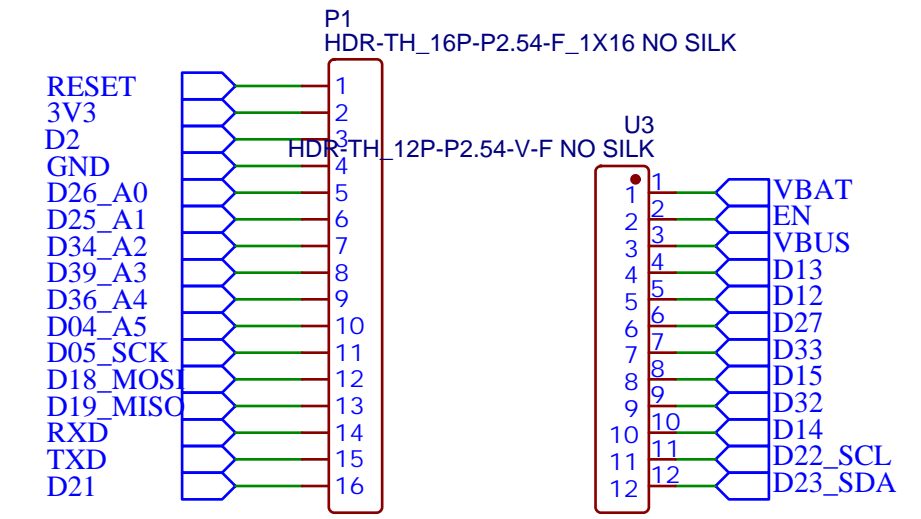 P1
HDR-TH_16P-P2.54-F_1X16 NO SILK
RESET 1
3V3 2
D2 3
GND 4
D26_A0 5
D25_A1 6
D34_A2 7
D39_A3 8
D36_A4 9
D04_A5 10
D05_SCK 11
D18_MOSI 12
D19_MISO 13
RXD 14
TXD 15
D21 16
U3
HDR-TH_12P-P2.54-V-F NO SILK
1 1 VBAT
2 2 EN
3 3 VBUS
4 4 D13
5 5 D12
6 6 D27
7 7 D33
8 8 D15
9 9 D32
10 10 D14
11 11 D22_SCL
12 12 D23_SDA